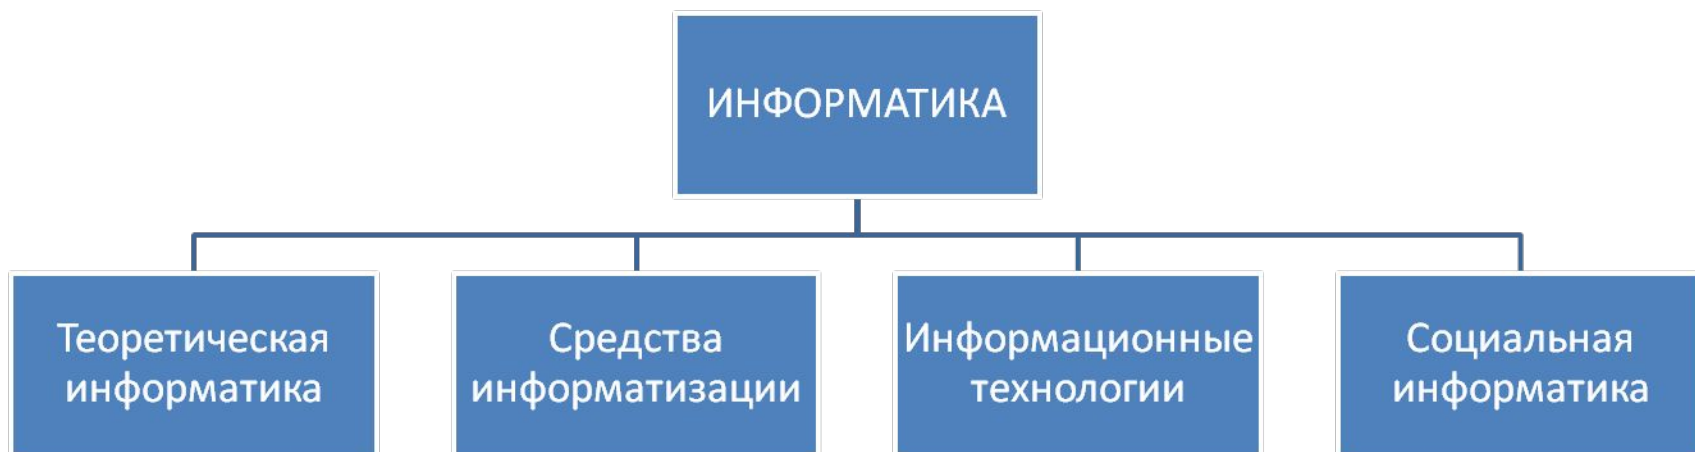 ИНФОРМАТИКА
Теоретическая
информатика
Средства
информатизации
Информационные
технологии
Социальная
информатика